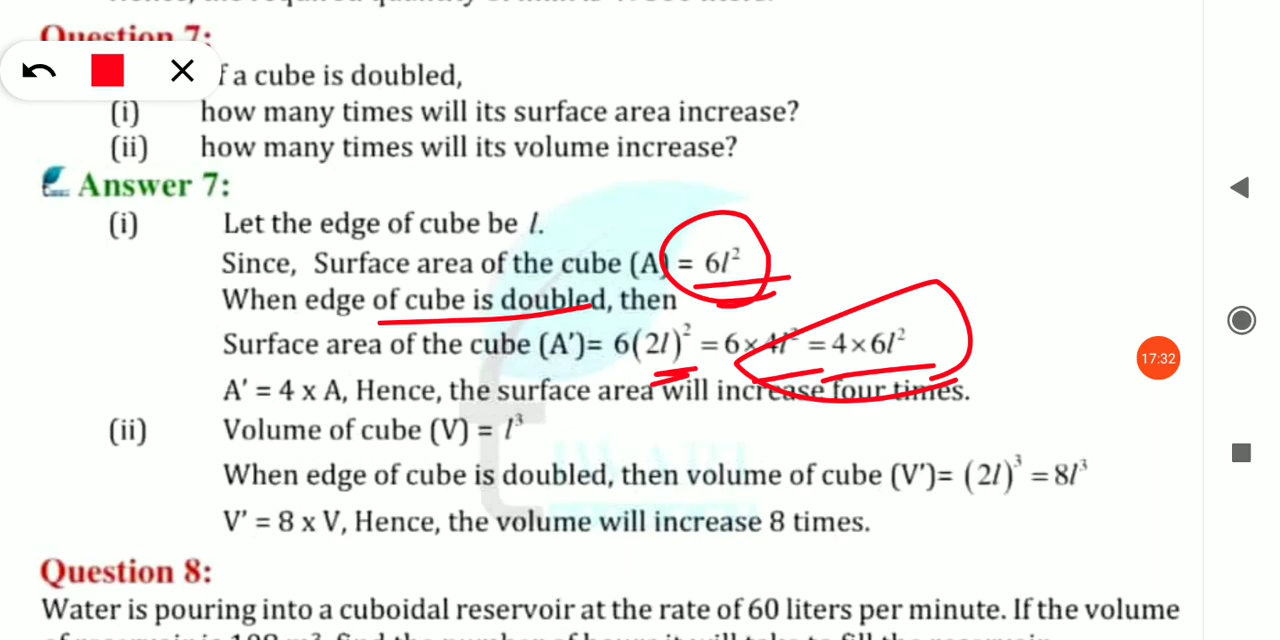 Question 7:
f a cube is doubled,
(i) how many times will its surface area increase?
(ii) how many times will its volume increase?
Answer 7:
(i) Let the edge of cube be l.
Since, Surface area of the cube (A) = 6l²
When edge of cube is doubled, then
Surface area of the cube (A′)= 6(2l)² = 6× 4l² = 4×6l²
A′ = 4 x A, Hence, the surface area will increase four times.
17:32
(ii) Volume of cube (V) = l³
When edge of cube is doubled, then volume of cube (V′)= (2l)³ = 8l³
V′ = 8 x V, Hence, the volume will increase 8 times.
Question 8:
Water is pouring into a cuboidal reservoir at the rate of 60 liters per minute. If the volume